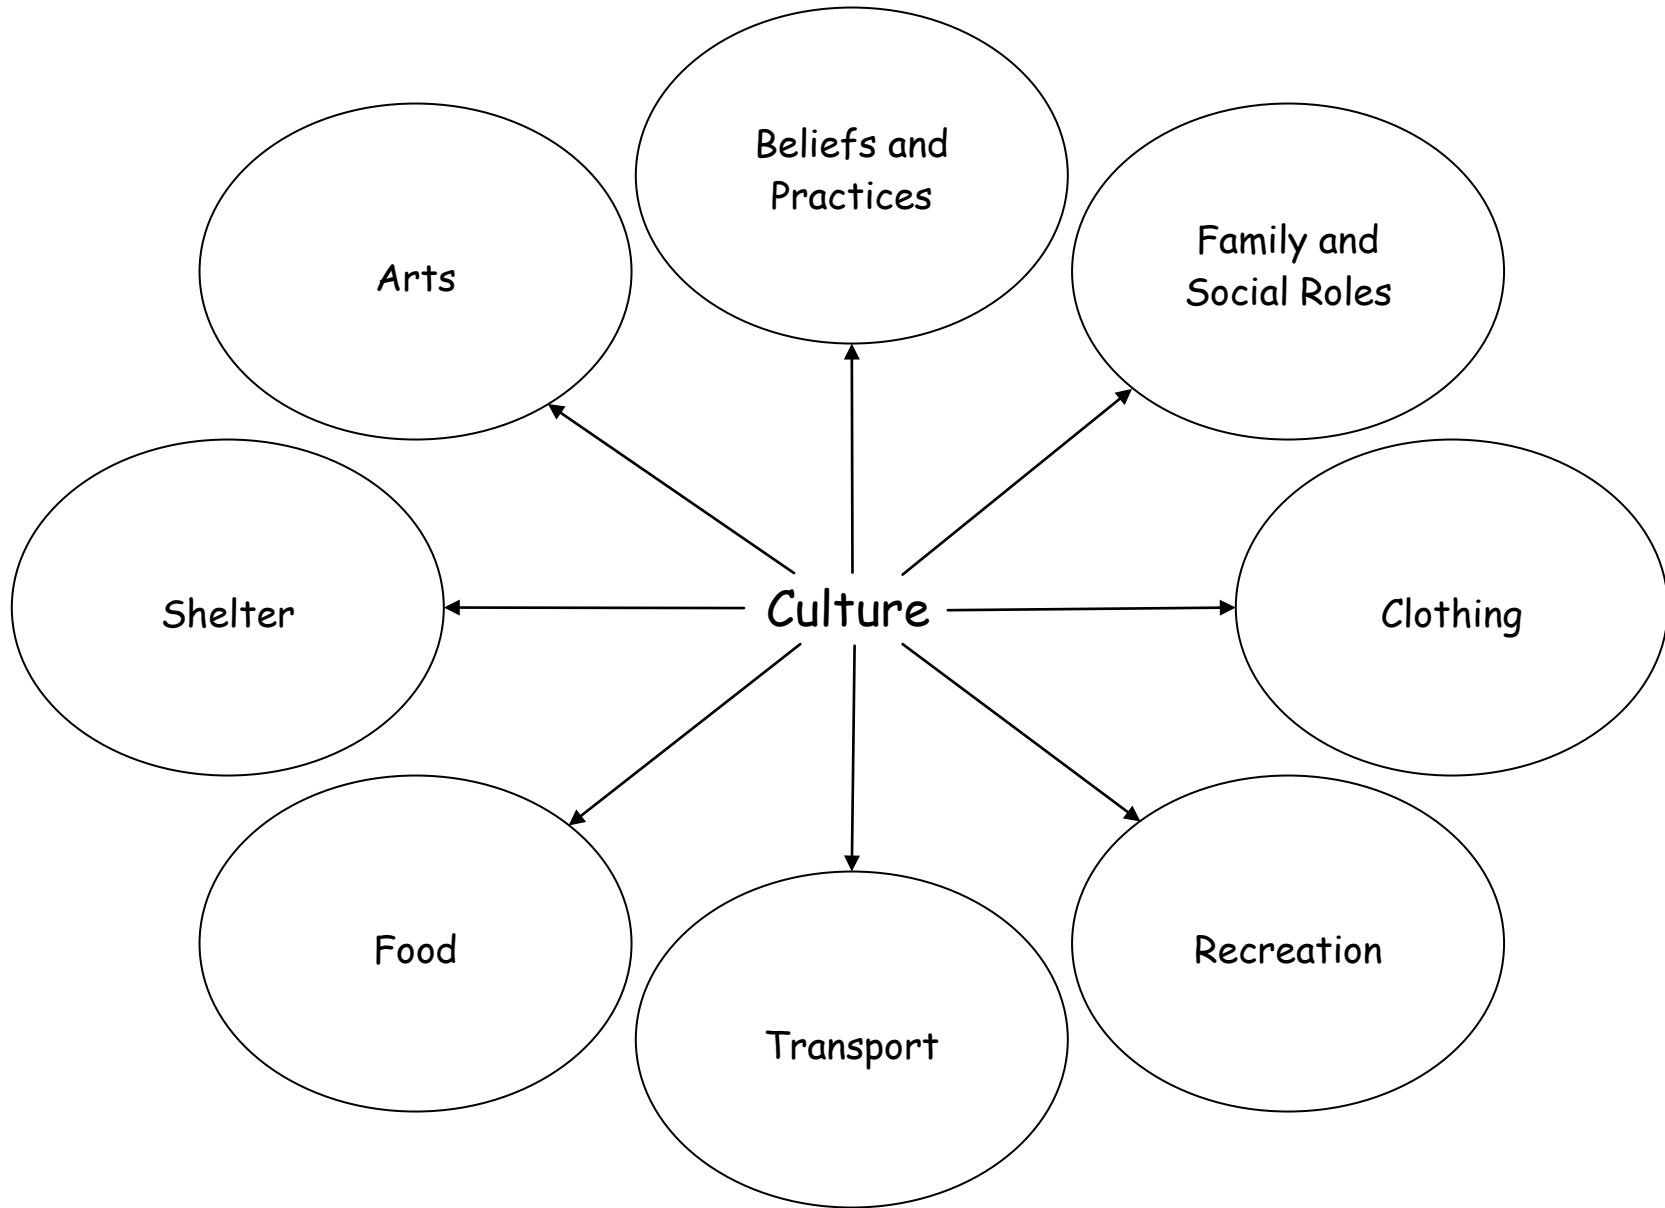 Beliefs and
Practices
Arts
Family and
Social Roles
Shelter
Culture
Clothing
Food
Recreation
Transport